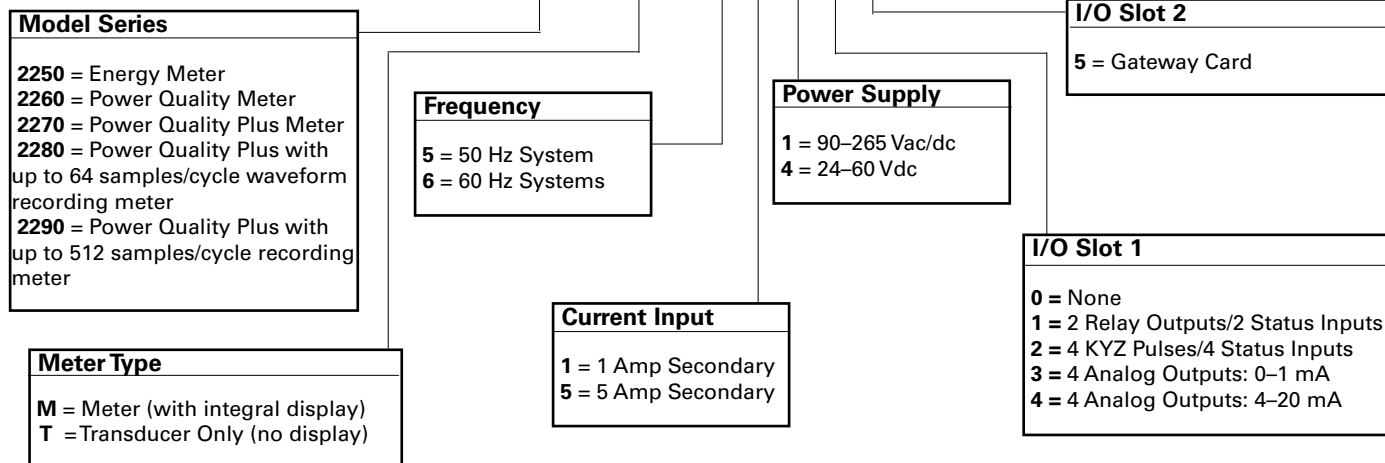 Model Series
2250 = Energy Meter
2260 = Power Quality Meter
2270 = Power Quality Plus Meter
2280 = Power Quality Plus with
up to 64 samples/cycle waveform
recording meter
2290 = Power Quality Plus with
up to 512 samples/cycle recording
meter
Meter Type
M = Meter (with integral display)
T = Transducer Only (no display)
Frequency
5 = 50 Hz System
6 = 60 Hz Systems
Current Input
1 = 1 Amp Secondary
5 = 5 Amp Secondary
Power Supply
1 = 90–265 Vac/dc
4 = 24–60 Vdc
I/O Slot 2
5 = Gateway Card
I/O Slot 1
0 = None
1 = 2 Relay Outputs/2 Status Inputs
2 = 4 KYZ Pulses/4 Status Inputs
3 = 4 Analog Outputs: 0–1 mA
4 = 4 Analog Outputs: 4–20 mA